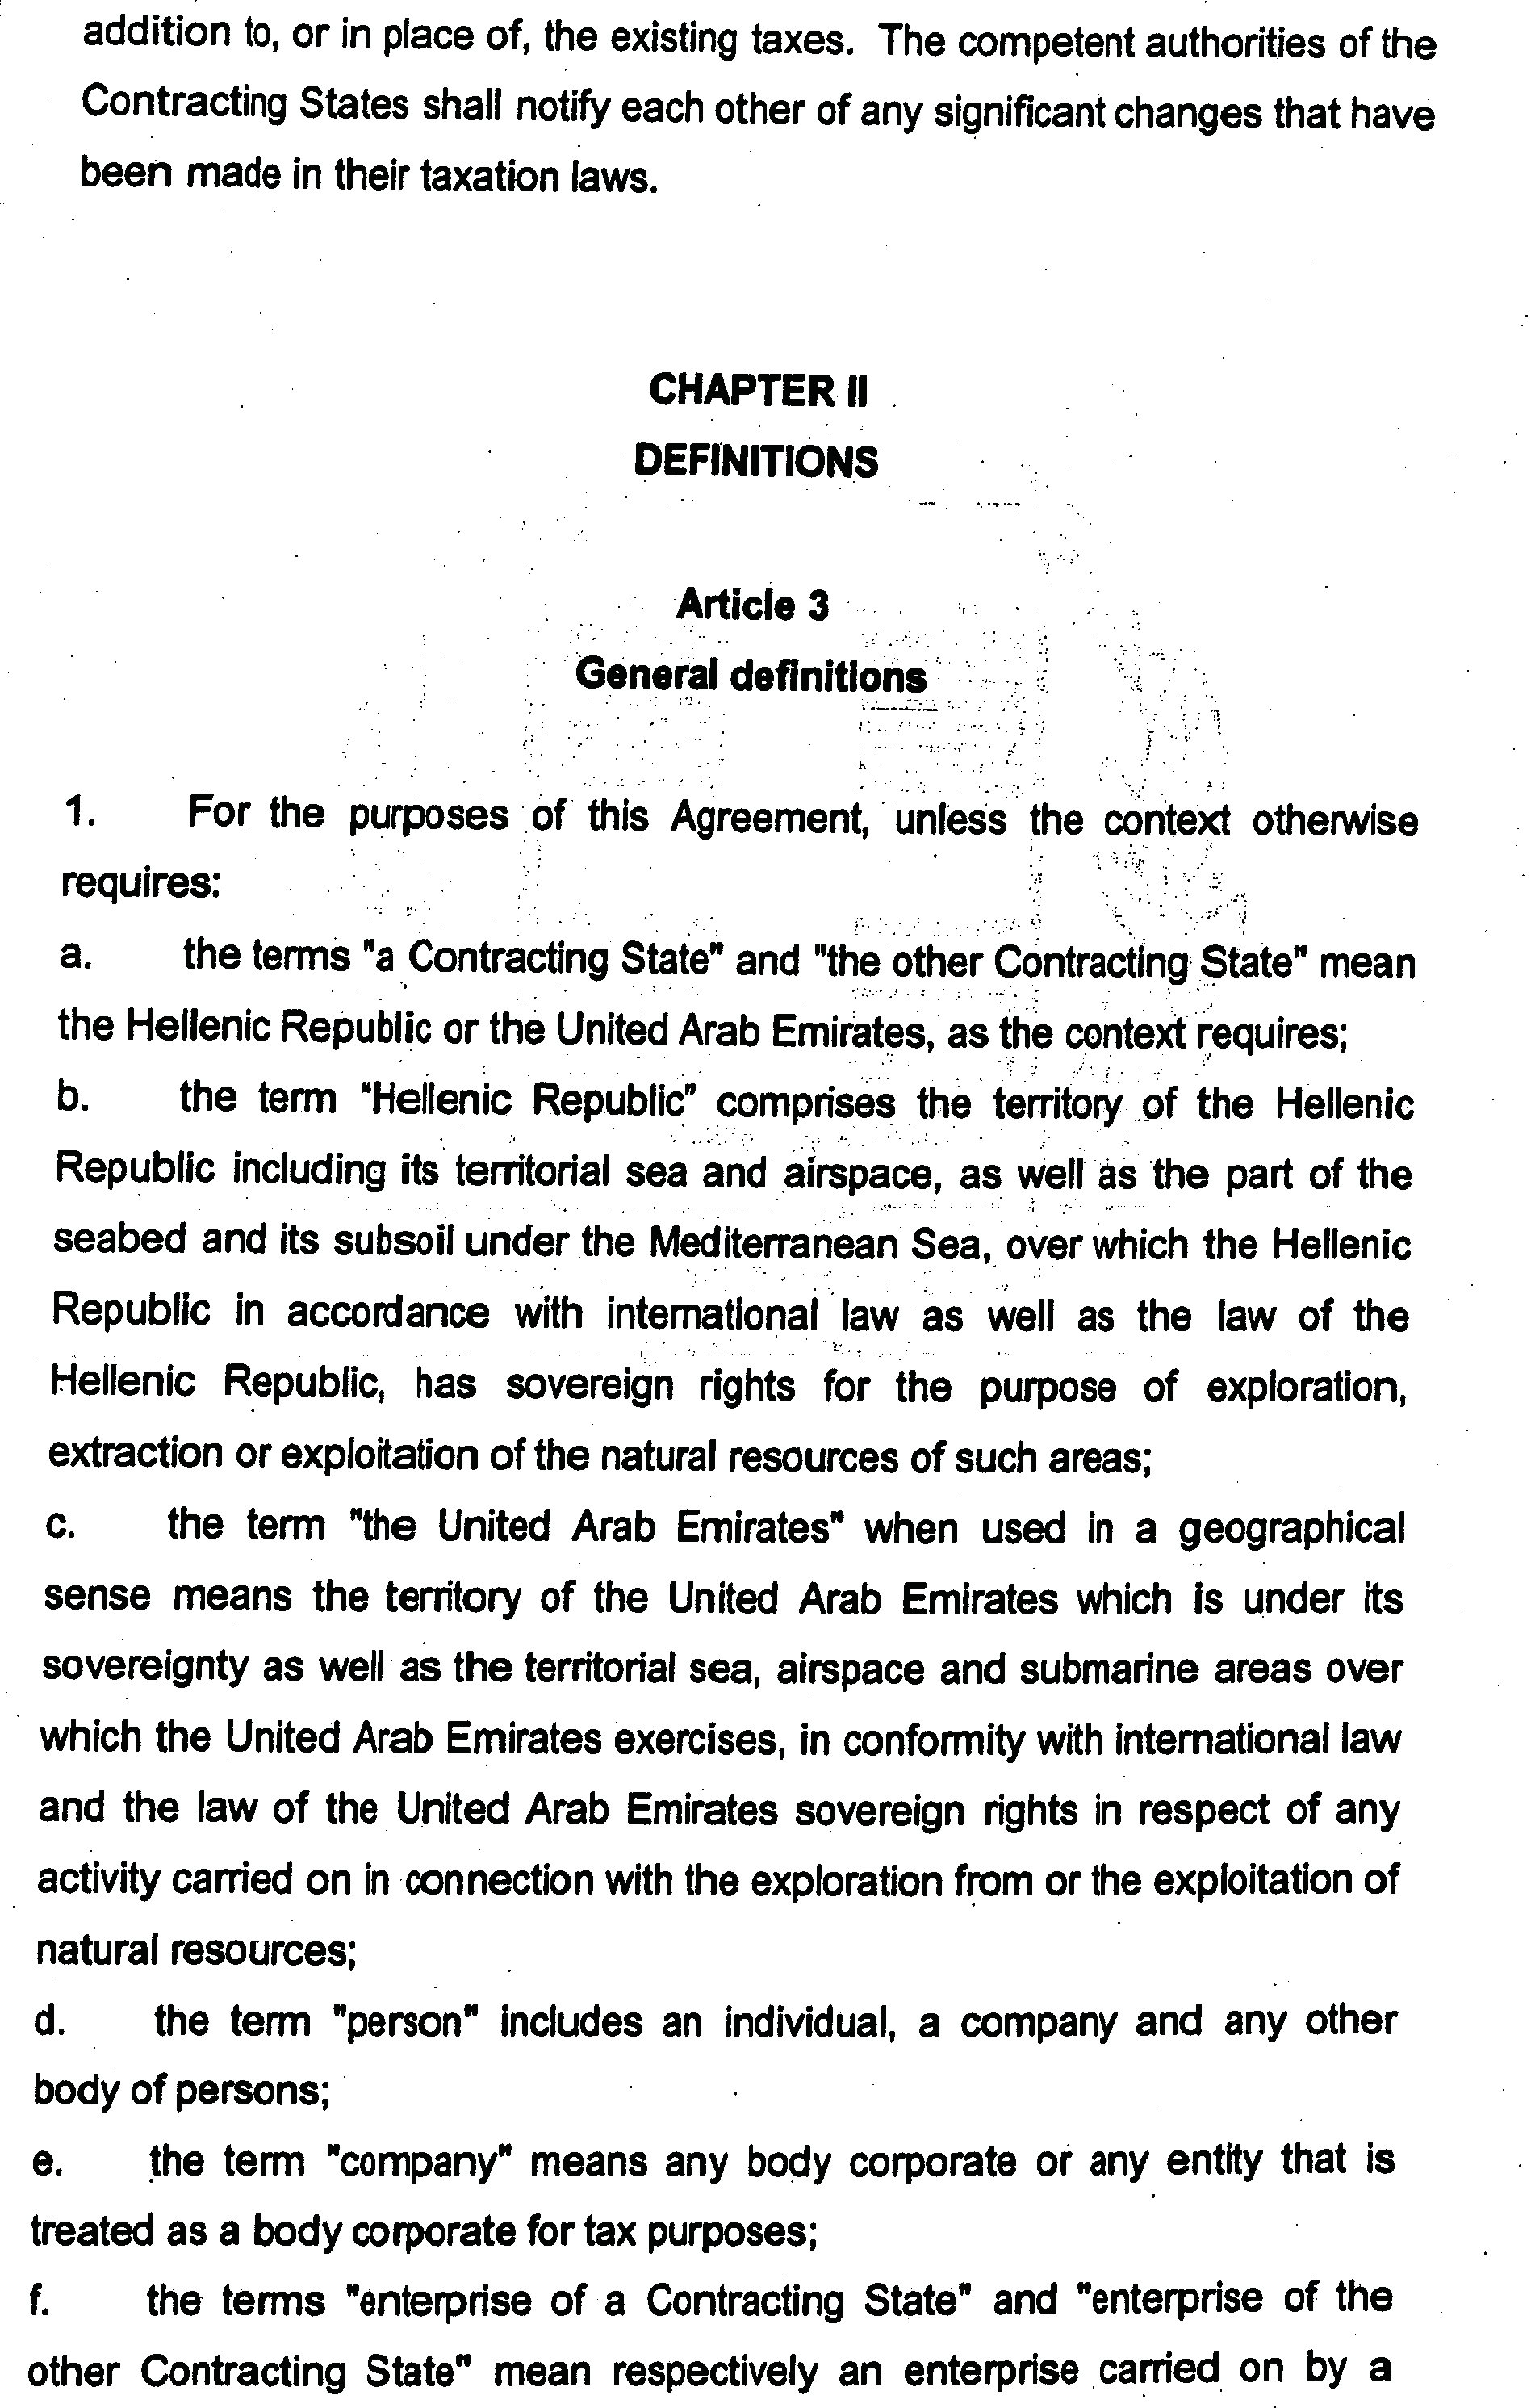 addition to, or in place of, the existing taxes. The competent authorities of the
Contracting States shall notify each other of any significant changes that have
been made in their taxation laws.
CHAPTER II
DEFINITIONS
Article 3
General definitions
1. For the purposes of this Agreement, unless the context otherwise
requires:
a. the terms "a Contracting State" and "the other Contracting State" mean
the Hellenic Republic or the United Arab Emirates, as the context requires;
b. the term "Hellenic Republic" comprises the territory of the Hellenic
Republic including its territorial sea and airspace, as well as the part of the
seabed and its subsoil under the Mediterranean Sea, over which the Hellenic
Republic in accordance with international law as well as the law of the
Hellenic Republic, has sovereign rights for the purpose of exploration,
extraction or exploitation of the natural resources of such areas;
c. the term "the United Arab Emirates" when used in a geographical
sense means the territory of the United Arab Emirates which is under its
sovereignty as well as the territorial sea, airspace and submarine areas over
which the United Arab Emirates exercises, in conformity with international law
and the law of the United Arab Emirates sovereign rights in respect of any
activity carried on in connection with the exploration from or the exploitation of
natural resources;
d. the term "person" includes an individual, a company and any other
body of persons;
e. the term "company" means any body corporate or any entity that is
treated as a body corporate for tax purposes;
f. the terms "enterprise of a Contracting State" and "enterprise of the
other Contracting State" mean respectively an enterprise carried on by a